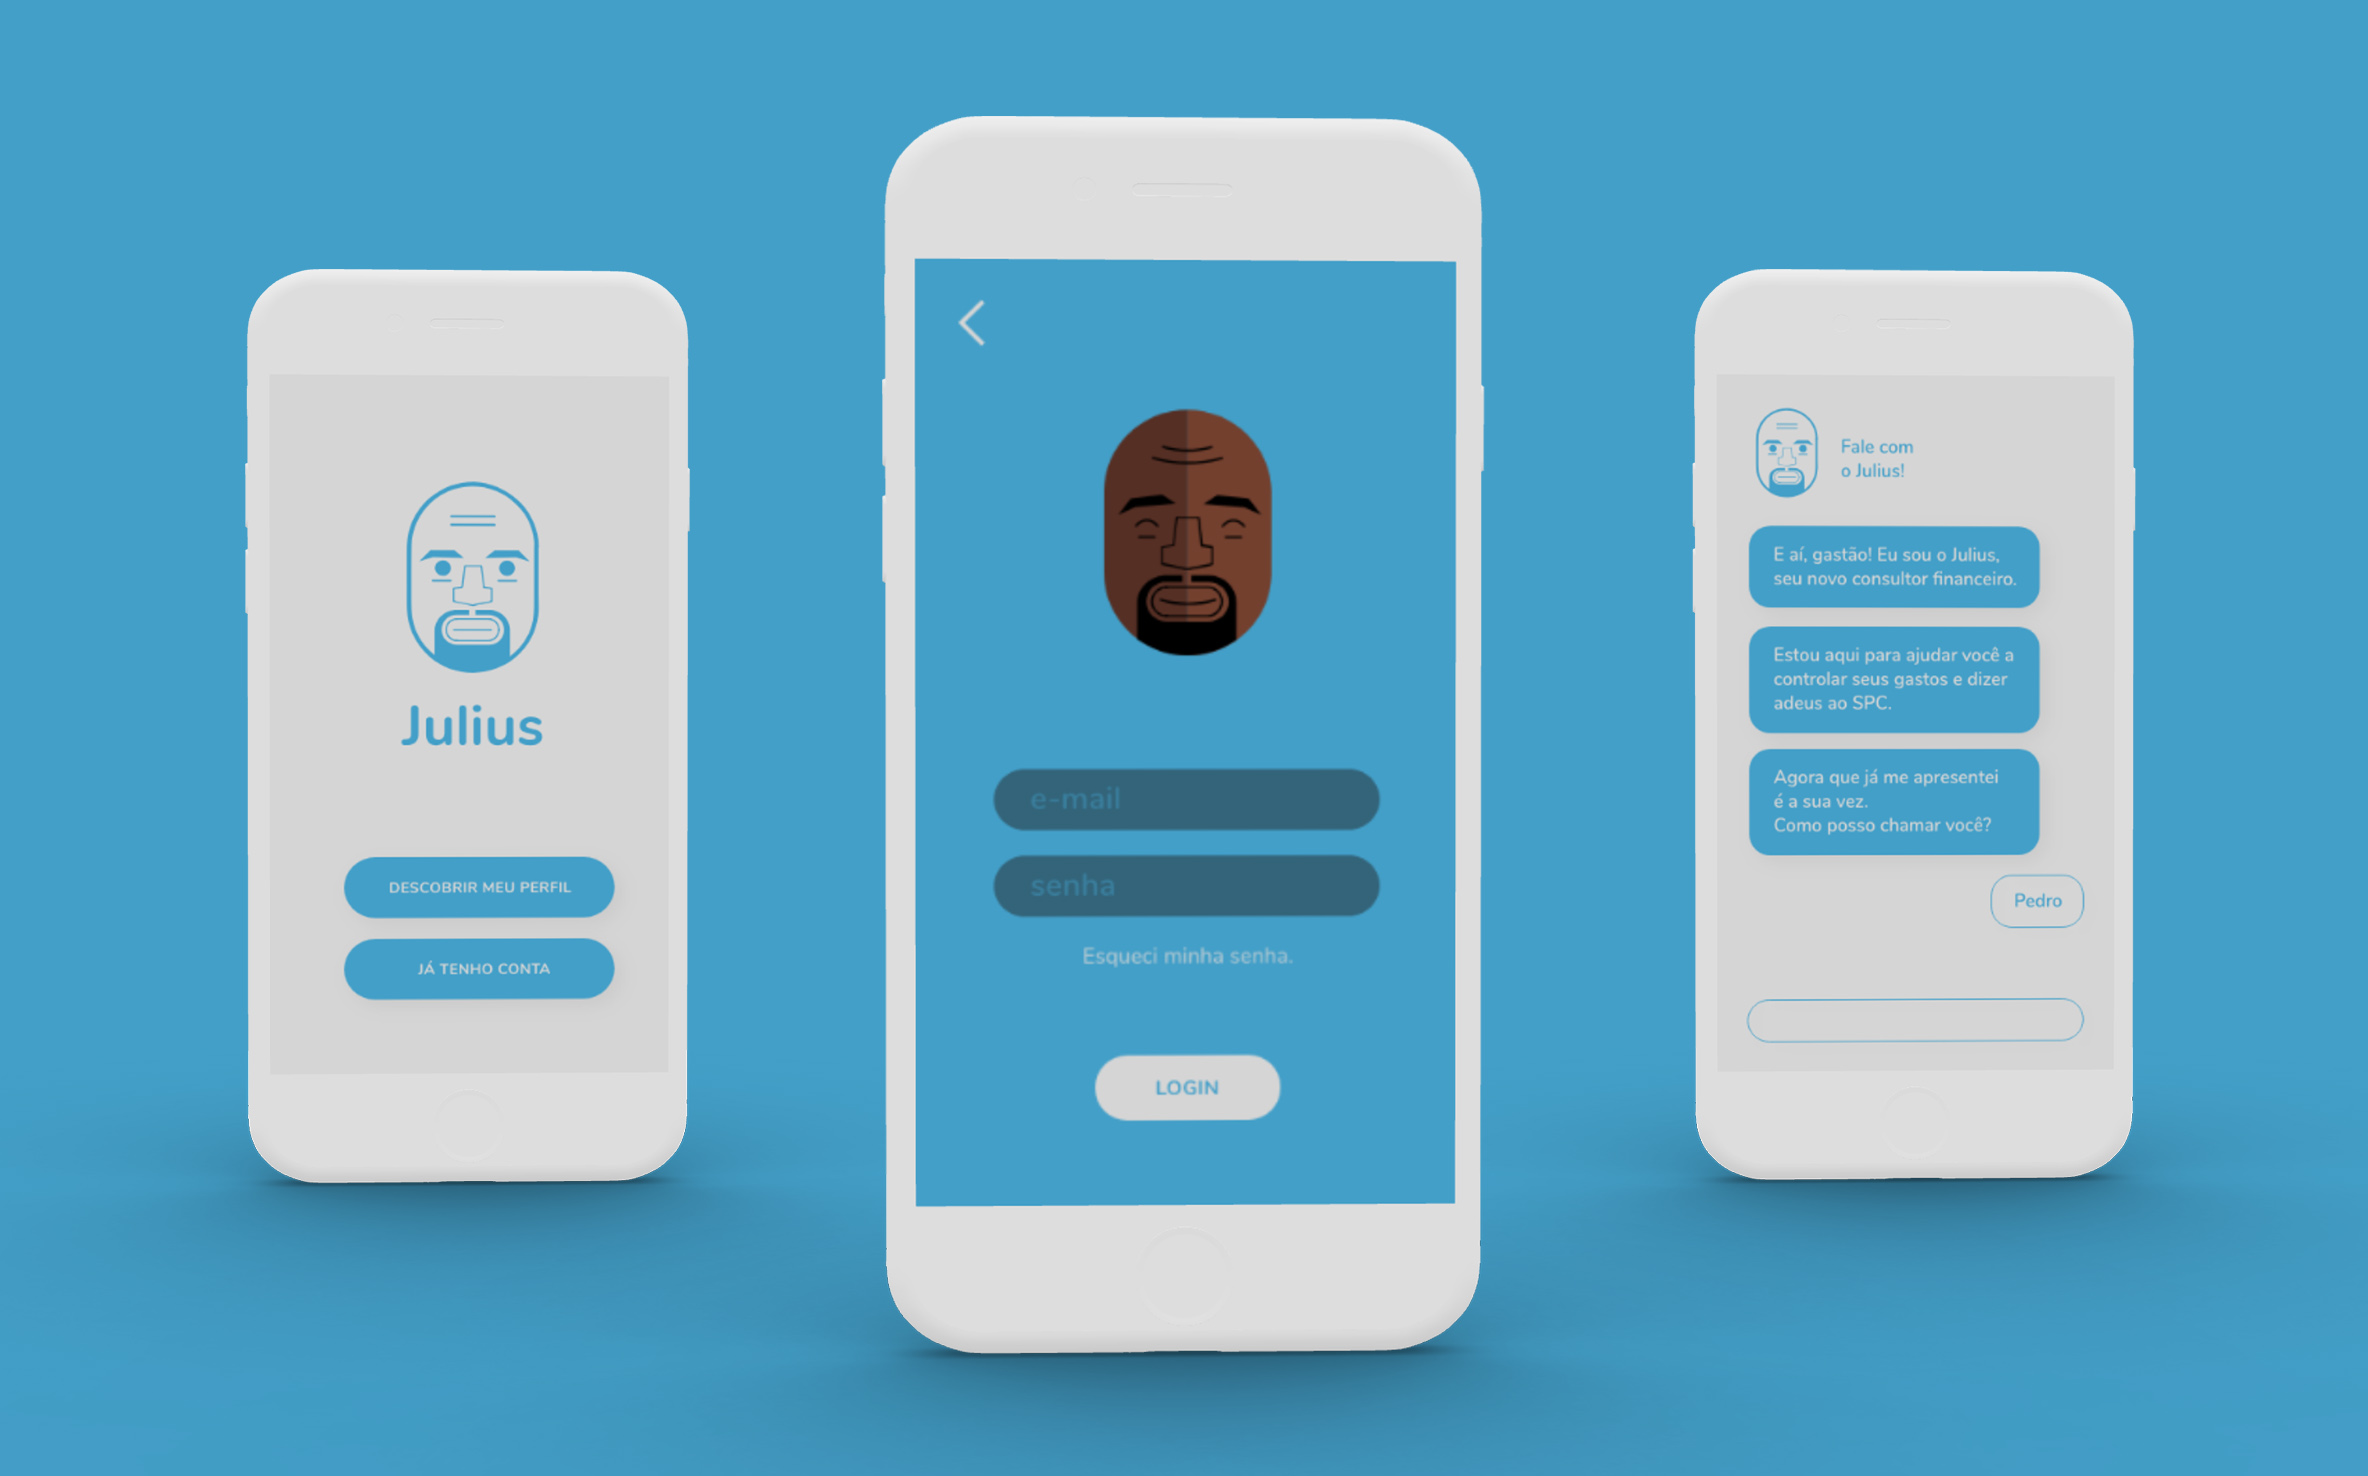 Julius
DESCOBRIR MEU PERFIL
JÁ TENHO CONTA
e-mail
senha
Esqueci minha senha.
LOGIN
Fale com
o Julius!
E aí, gastão! Eu sou o Julius,
seu novo consultor financeiro.
Estou aqui para ajudar você a
controlar seus gastos e dizer
adeus ao SPC.
Agora que já me apresentei
é a sua vez.
Como posso chamar você?
Pedro